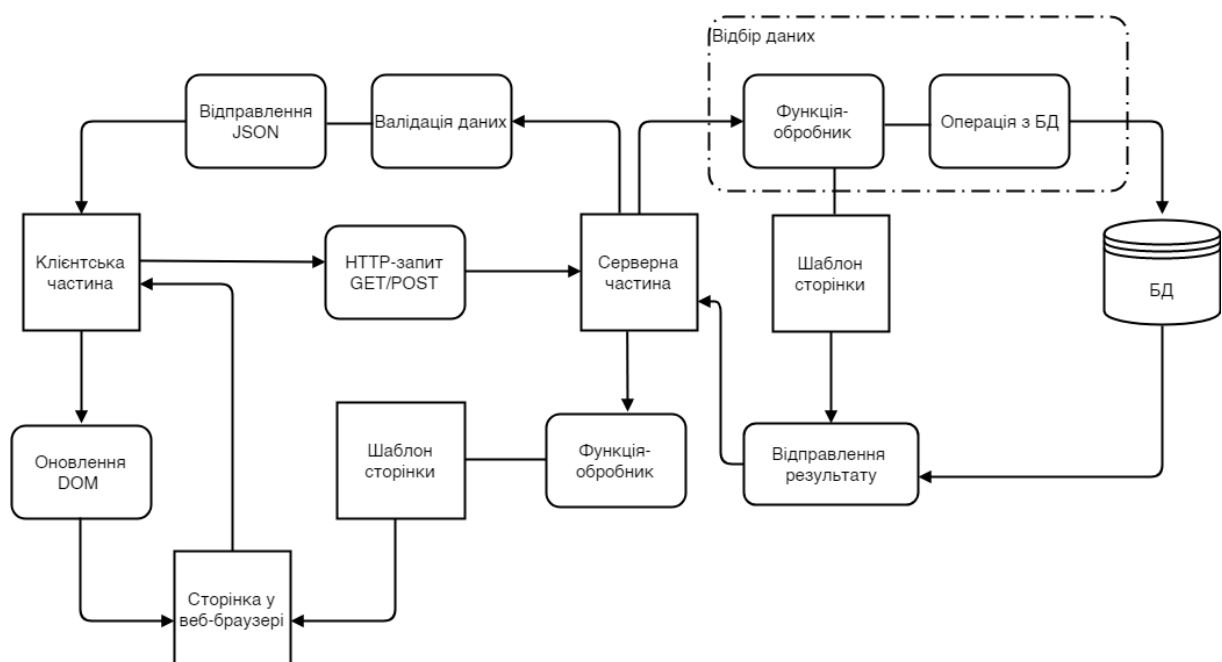 Відбір даних
Відправлення
JSON
Валідація даних
Функція-
обробник
Операція з БД
Клієнтська
частина
HTTP-запит
GET/POST
Серверна
частина
Шаблон
сторінки
БД
Оновлення
DOM
Шаблон
сторінки
Функція-
обробник
Відправлення
результату
Сторінка у
веб-браузері